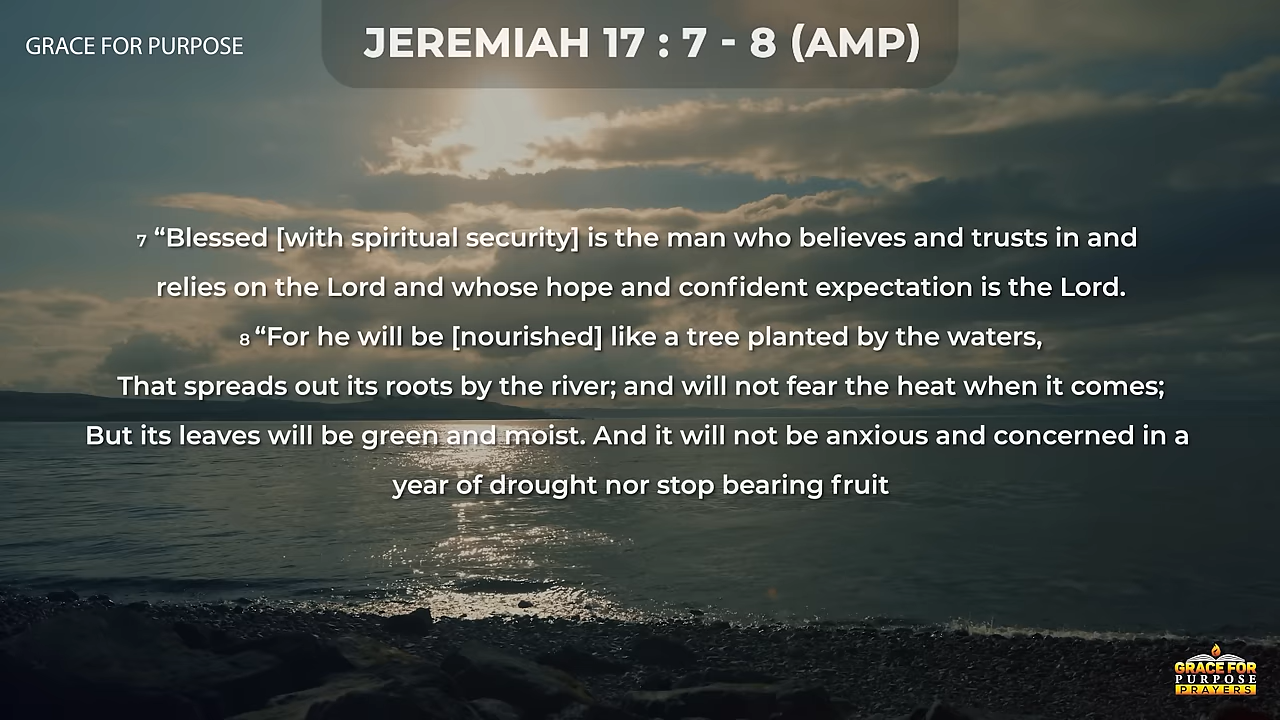 GRACE FOR PURPOSE
JEREMIAH 17 : 7 - 8 (AMP)
7 “Blessed [with spiritual security] is the man who believes and trusts in and
relies on the Lord and whose hope and confident expectation is the Lord.
8 “For he will be [nourished] like a tree planted by the waters,
That spreads out its roots by the river; and will not fear the heat when it comes;
But its leaves will be green and moist. And it will not be anxious and concerned in a
year of drought nor stop bearing fruit
GRACE FOR
PURPOSE
PRAYERS